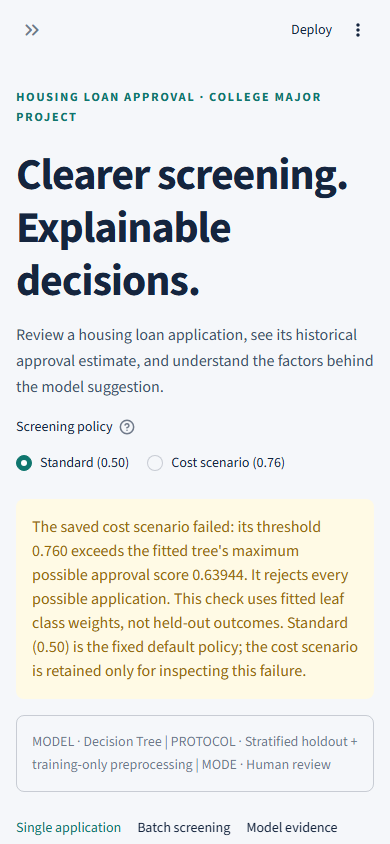 Deploy
HOUSING LOAN APPROVAL · COLLEGE MAJOR
PROJECT
Clearer screening.
Explainable
decisions.
Review a housing loan application, see its historical
approval estimate, and understand the factors behind
the model suggestion.
Screening policy
Standard (0.50) Cost scenario (0.76)
The saved cost scenario failed: its threshold
0.760 exceeds the fitted tree's maximum
possible approval score 0.63944. It rejects every
possible application. This check uses fitted leaf
class weights, not held-out outcomes. Standard
(0.50) is the fixed default policy; the cost scenario
is retained only for inspecting this failure.
MODEL · Decision Tree | PROTOCOL · Stratified holdout +
training-only preprocessing | MODE · Human review
Single application Batch screening Model evidence